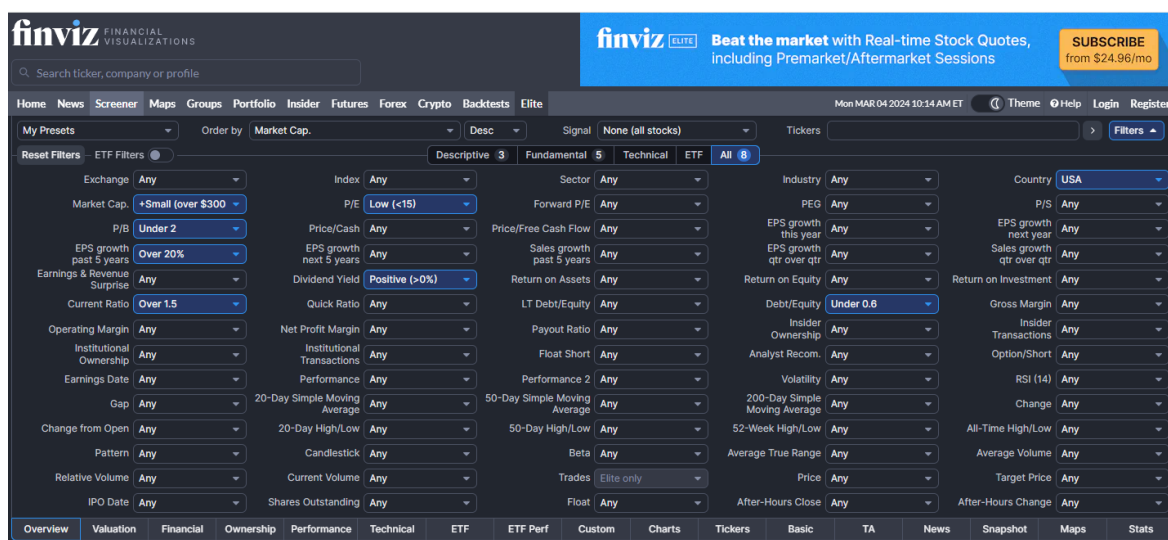 finviz FINANCIAL VISUALIZATIONS
finviz ELITE Beat the market with Real-time Stock Quotes, including Premarket/Aftermarket Sessions SUBSCRIBE from $24.96/mo
Search ticker, company or profile
Home News Screener Maps Groups Portfolio Insider Futures Forex Crypto Backtests Elite Mon MAR 04 2024 10:14 AM ET Theme Help Login Register
My Presets Order by Market Cap. Desc Signal None (all stocks) Tickers > Filters
Reset Filters ETF Filters Descriptive 3 Fundamental 5 Technical ETF All 8
Exchange Any Index Any Sector Any Industry Any Country USA
Market Cap. +Small (over $300 P/E Low (<15) Forward P/E Any PEG Any P/S Any
P/B Under 2 Price/Cash Any Price/Free Cash Flow Any EPS growth this year Any EPS growth next year Any
EPS growth past 5 years Over 20% EPS growth next 5 years Any Sales growth past 5 years Any EPS growth qtr over qtr Any Sales growth qtr over qtr Any
Earnings & Revenue Surprise Any Dividend Yield Positive (>0%) Return on Assets Any Return on Equity Any Return on Investment Any
Current Ratio Over 1.5 Quick Ratio Any LT Debt/Equity Any Debt/Equity Under 0.6 Gross Margin Any
Operating Margin Any Net Profit Margin Any Payout Ratio Any Insider Ownership Any Insider Transactions Any
Institutional Ownership Any Institutional Transactions Any Float Short Any Analyst Recom. Any Option/Short Any
Earnings Date Any Performance Any Performance 2 Any Volatility Any RSI (14) Any
Gap Any 20-Day Simple Moving Average Any 50-Day Simple Moving Average Any 200-Day Simple Moving Average Any Change Any
Change from Open Any 20-Day High/Low Any 50-Day High/Low Any 52-Week High/Low Any All-Time High/Low Any
Pattern Any Candlestick Any Beta Any Average True Range Any Average Volume Any
Relative Volume Any Current Volume Any Trades Elite only Price Any Target Price Any
IPO Date Any Shares Outstanding Any Float Any After-Hours Close Any After-Hours Change Any
Overview Valuation Financial Ownership Performance Technical ETF ETF Perf Custom Charts Tickers Basic TA News Snapshot Maps Stats